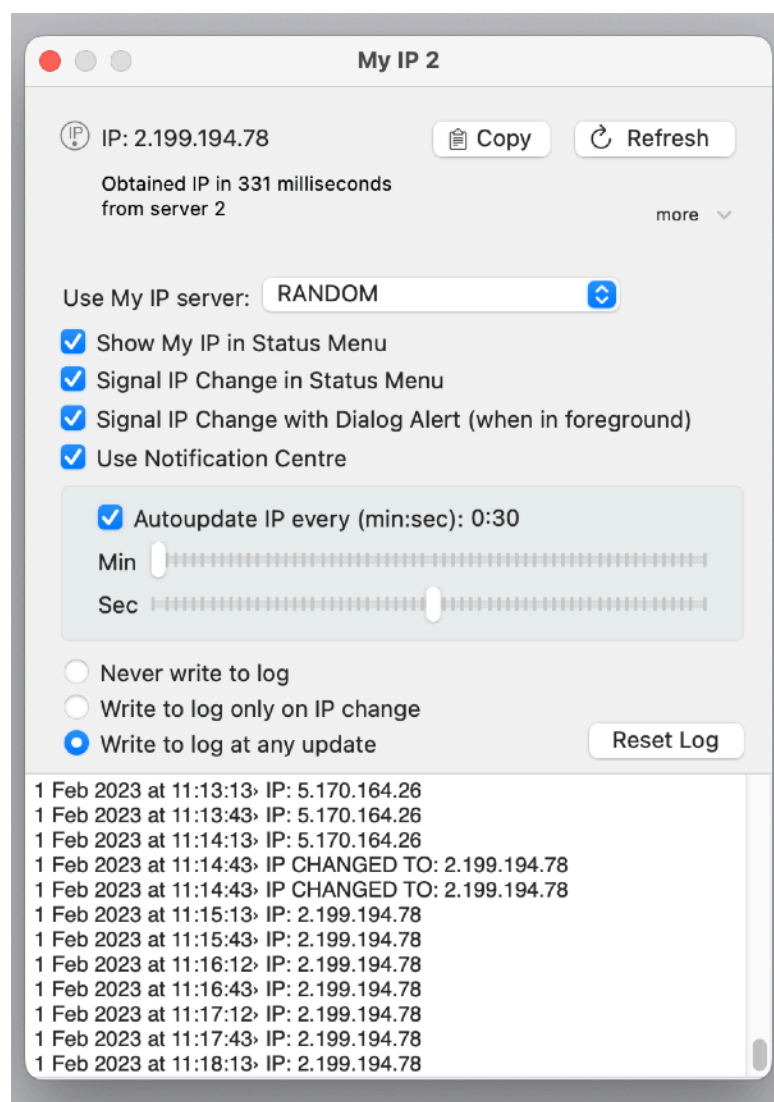 My IP 2
IP: 2.199.194.78
Copy
Refresh
Obtained IP in 331 milliseconds
from server 2
more
Use My IP server: RANDOM
Show My IP in Status Menu
Signal IP Change in Status Menu
Signal IP Change with Dialog Alert (when in foreground)
Use Notification Centre
Autoupdate IP every (min:sec): 0:30
Min
Sec
Never write to log
Write to log only on IP change
Write to log at any update
Reset Log
1 Feb 2023 at 11:13:13› IP: 5.170.164.26
1 Feb 2023 at 11:13:43› IP: 5.170.164.26
1 Feb 2023 at 11:14:13› IP: 5.170.164.26
1 Feb 2023 at 11:14:43› IP CHANGED TO: 2.199.194.78
1 Feb 2023 at 11:14:43› IP CHANGED TO: 2.199.194.78
1 Feb 2023 at 11:15:13› IP: 2.199.194.78
1 Feb 2023 at 11:15:43› IP: 2.199.194.78
1 Feb 2023 at 11:16:12› IP: 2.199.194.78
1 Feb 2023 at 11:16:43› IP: 2.199.194.78
1 Feb 2023 at 11:17:12› IP: 2.199.194.78
1 Feb 2023 at 11:17:43› IP: 2.199.194.78
1 Feb 2023 at 11:18:13› IP: 2.199.194.78